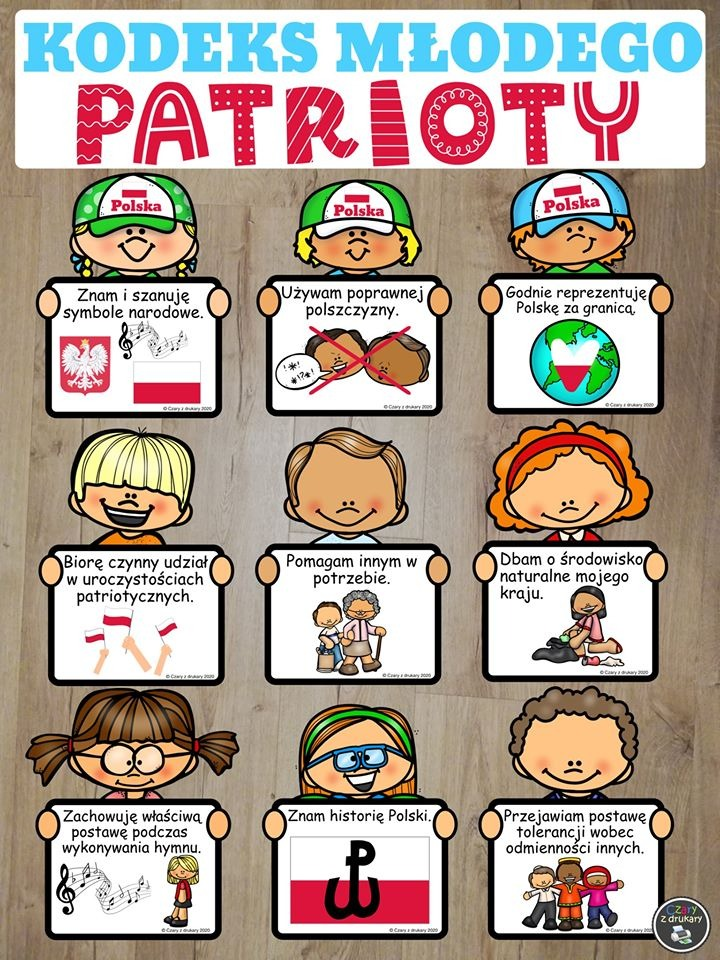 KODEKS MŁODEGO
PATRIOTY
Polska
Polska
Polska
Znam i szanuję
symbole narodowe.
© Czary z drukary 2020
Używam poprawnej
polszczyzny.
!*!
*!?*!
© Czary z drukary 2020
Godnie reprezentuję
Polskę za granicą,
© Czary z drukary 2020
Biorę czynny udział
w uroczystościach
patriotycznych.
© Czary z drukary 2020
Pomagam innym w
potrzebie.
© Czary z drukary 2020
Dbam o środowisko
naturalne mojego
kraju.
© Czary z drukary 2020
Zachowuję właściwą
postawę podczas
wykonywania hymnu.
© Czary z drukary 2020
Znam historię Polski.
© Czary z drukary 2020
Przejawiam postawę
tolerancji wobec
odmienności innych.
Czary
z drukary